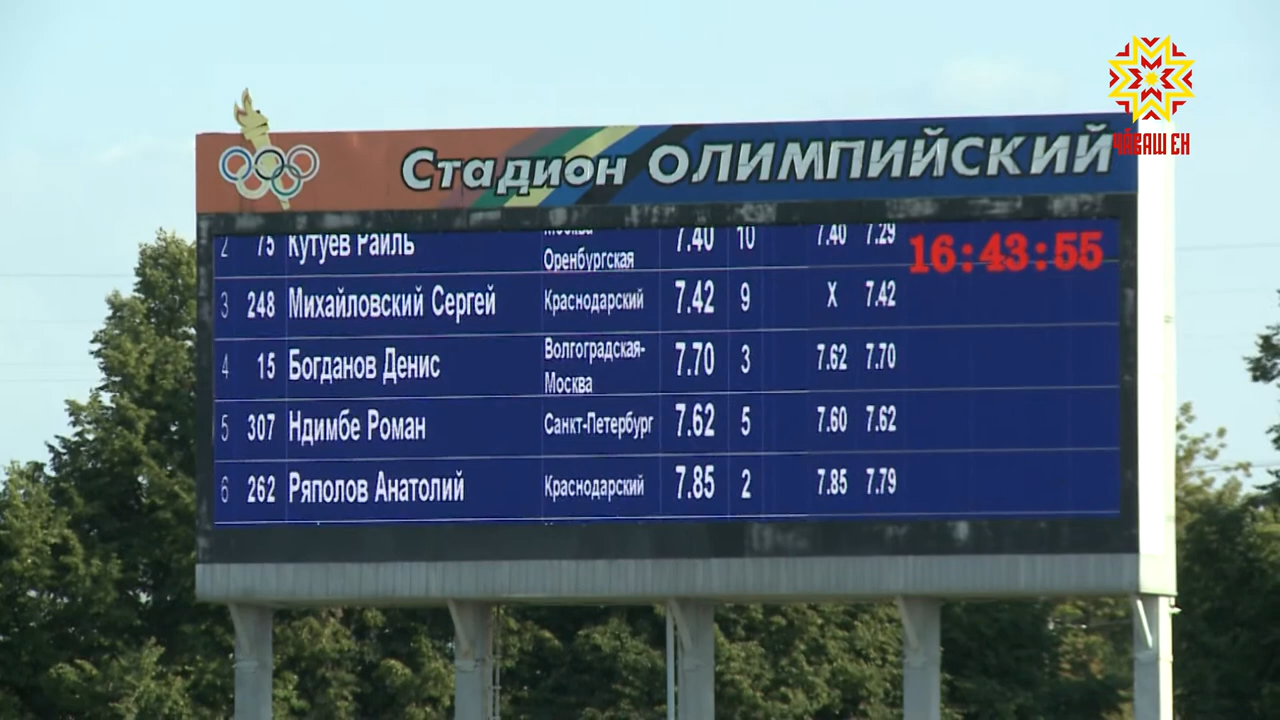 ЧӐВАШ ЕН
Стадион ОЛИМПИЙСКИЙ
2 75 Кутуев Раиль Москва Оренбургская 7.40 10 7.40 7.29
16:43:55
3 248 Михайловский Сергей Краснодарский 7.42 9 X 7.42
4 15 Богданов Денис Волгоградская-
Москва 7.70 3 7.62 7.70
5 307 Ндимбе Роман Санкт-Петербург 7.62 5 7.60 7.62
6 262 Ряполов Анатолий Краснодарский 7.85 2 7.85 7.79